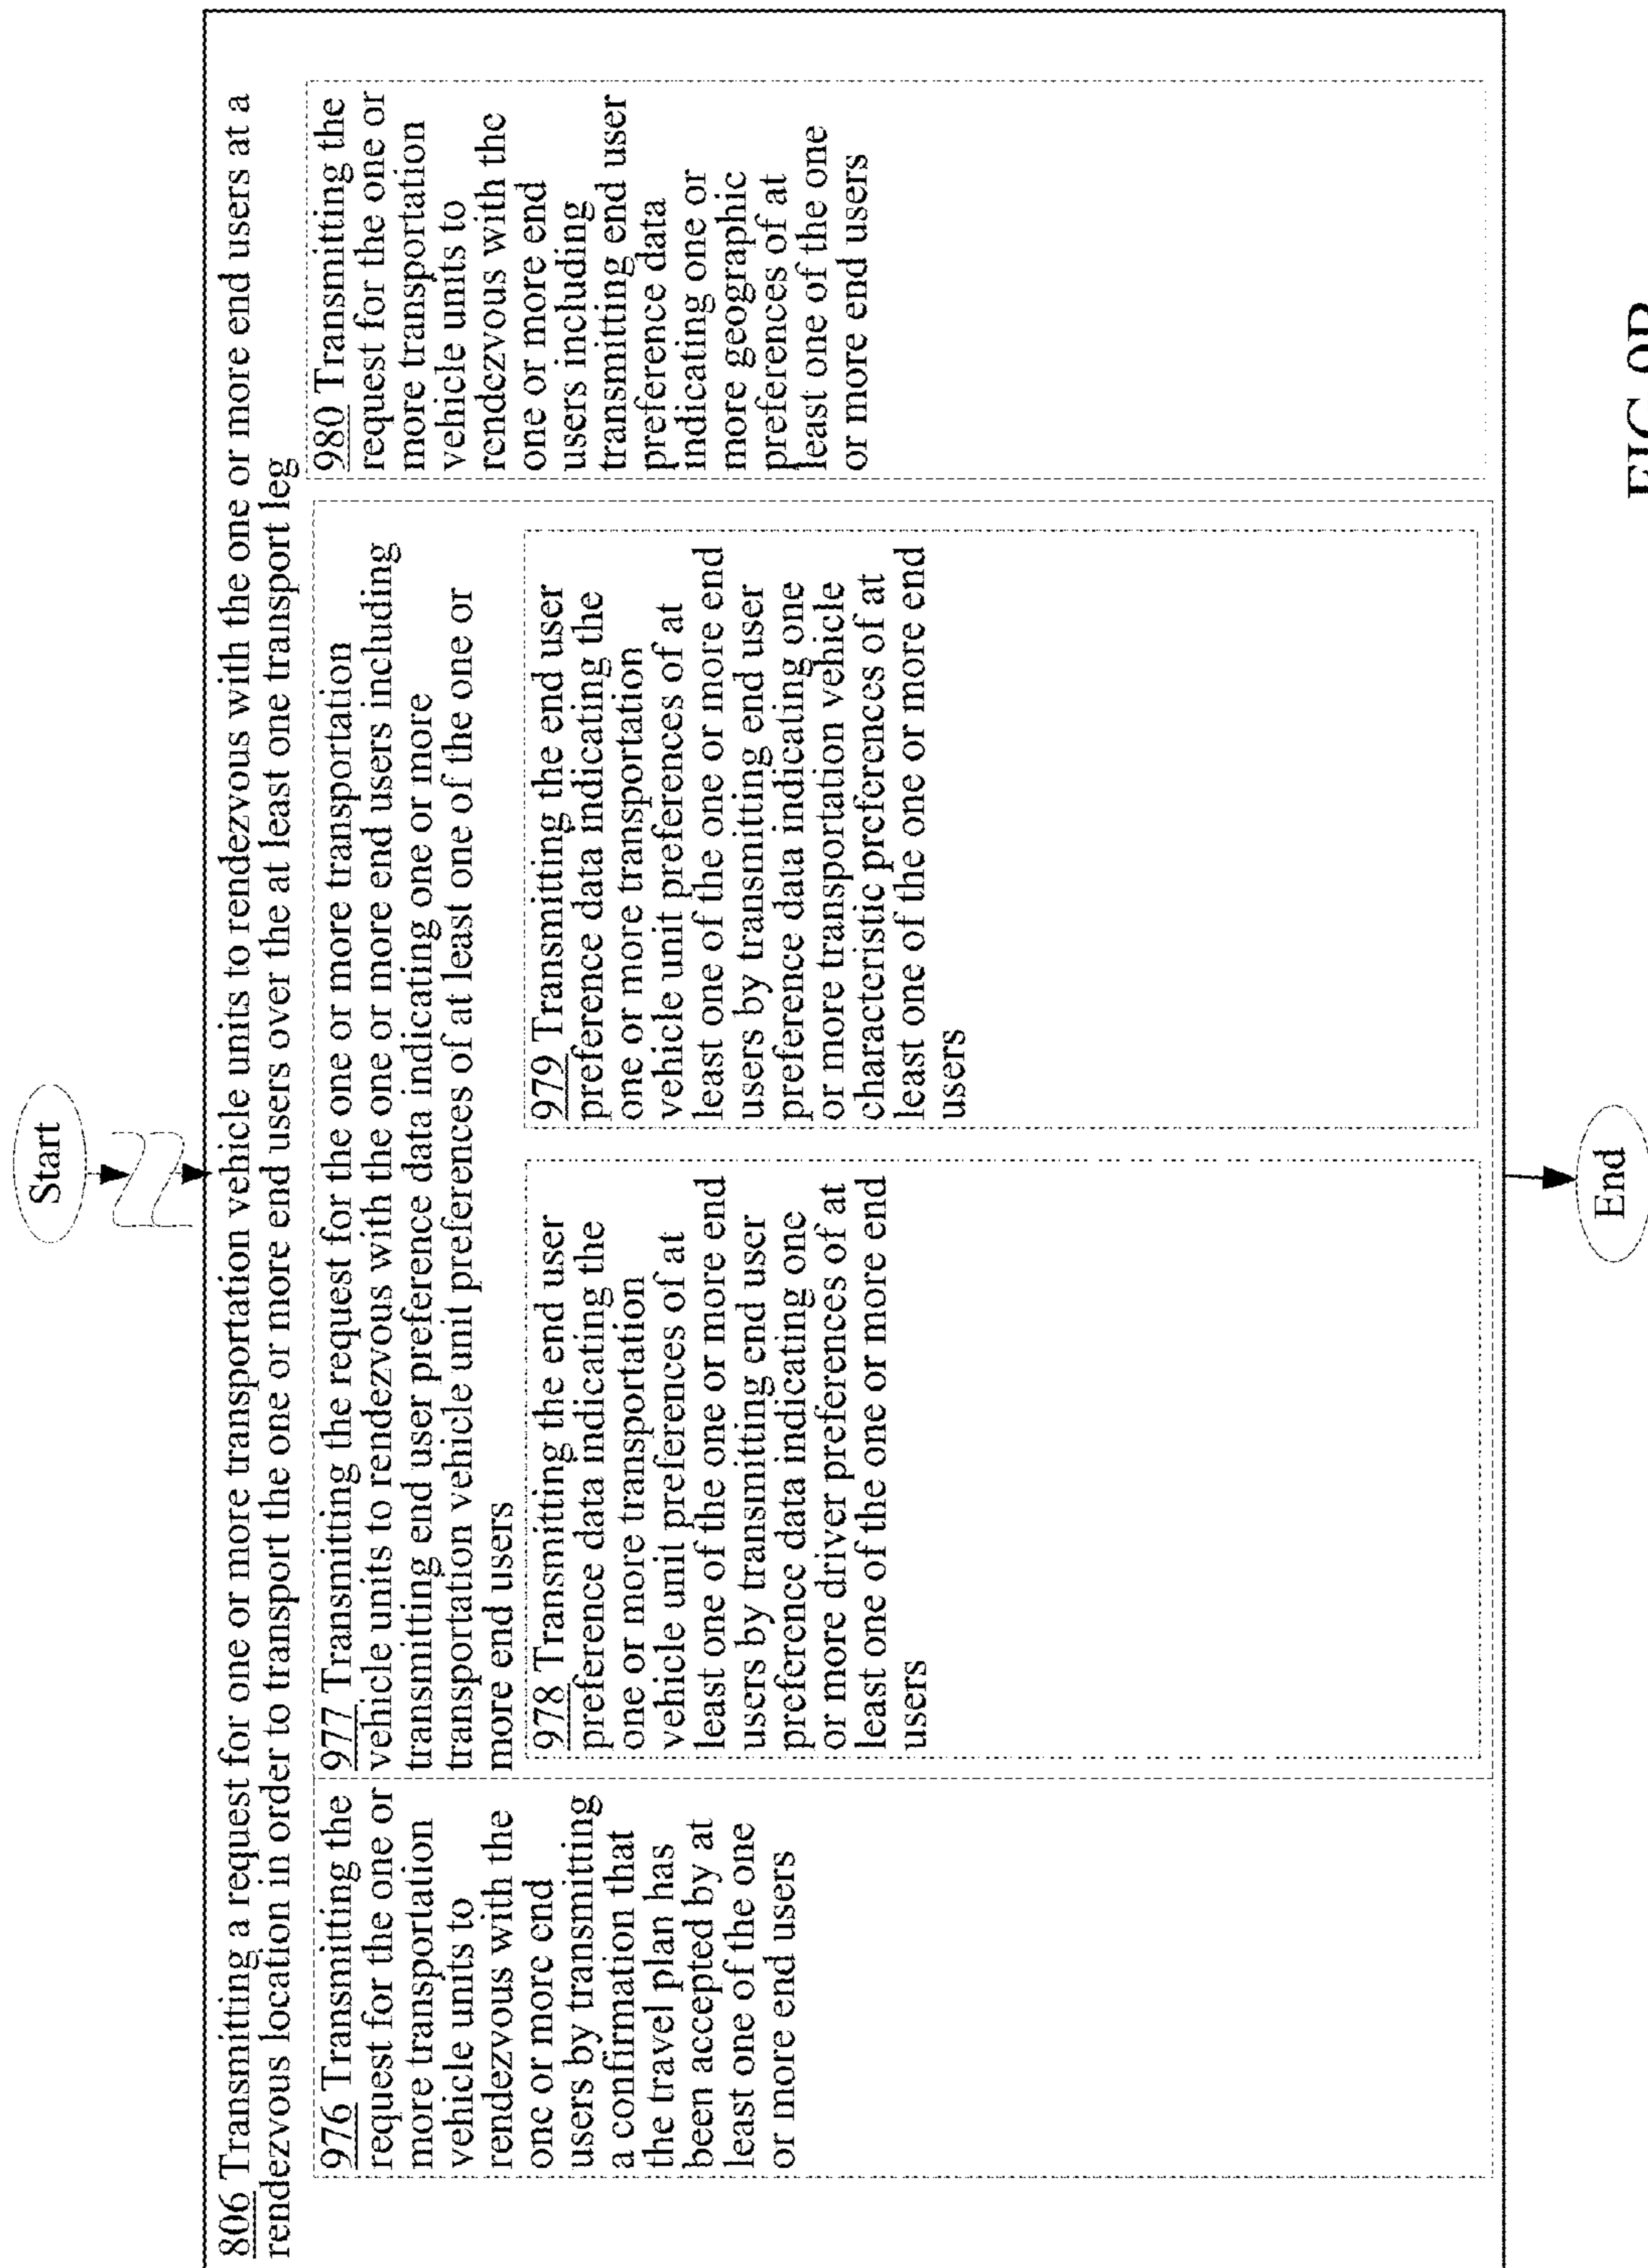 Start
806 Transmitting a request for one or more transportation vehicle units to rendezvous with the one or more end users at a
rendezvous location in order to transport the one or more end users over the at least one transport leg
976 Transmitting the
request for the one or
more transportation
vehicle units to
rendezvous with the
one or more end
users by transmitting
a confirmation that
the travel plan has
been accepted by at
least one of the one
or more end users
977 Transmitting the request for the one or more transportation
vehicle units to rendezvous with the one or more end users including
transmitting end user preference data indicating one or more
transportation vehicle unit preferences of at least one of the one or
more end users
978 Transmitting the end user
preference data indicating the
one or more transportation
vehicle unit preferences of at
least one of the one or more end
users by transmitting end user
preference data indicating one
or more driver preferences of at
least one of the one or more end
users
979 Transmitting the end user
preference data indicating the
one or more transportation
vehicle unit preferences of at
least one of the one or more end
users by transmitting end user
preference data indicating one
or more transportation vehicle
characteristic preferences of at
least one of the one or more end
users
980 Transmitting the
request for the one or
more transportation
vehicle units to
rendezvous with the
one or more end
users including
transmitting end user
preference data
indicating one or
more geographic
preferences of at
least one of the one
or more end users
End